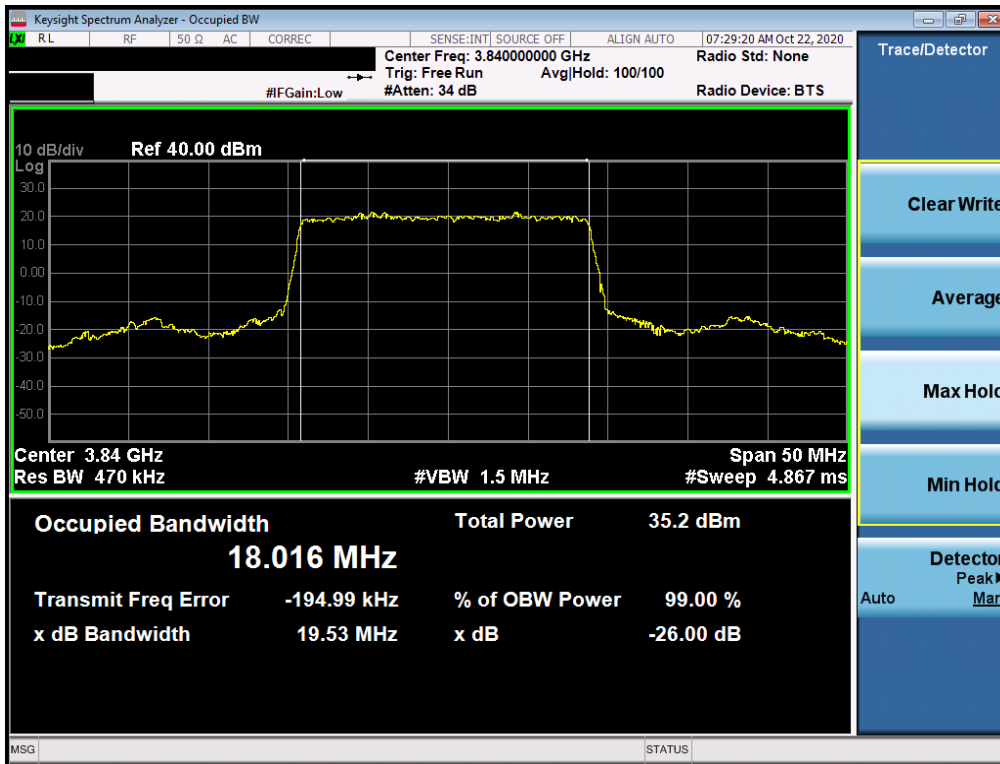 Keysight Spectrum Analyzer - Occupied BW
LXI RL RF 50 Ω AC CORREC SENSE:INT SOURCE OFF ALIGN AUTO 07:29:20 AM Oct 22, 2020
Center Freq: 3.840000000 GHz Radio Std: None
Trig: Free Run Avg|Hold: 100/100
#IFGain:Low #Atten: 34 dB Radio Device: BTS
Trace/Detector
10 dB/div Ref 40.00 dBm
Log
30.0
20.0
10.0
0.00
-10.0
-20.0
-30.0
-40.0
-50.0
Center 3.84 GHz Span 50 MHz
Res BW 470 kHz #VBW 1.5 MHz #Sweep 4.867 ms
Occupied Bandwidth Total Power 35.2 dBm
18.016 MHz
Transmit Freq Error -194.99 kHz % of OBW Power 99.00 %
x dB Bandwidth 19.53 MHz x dB -26.00 dB
Clear Write
Average
Max Hold
Min Hold
Detector
Peak▶
Auto Man
MSG STATUS